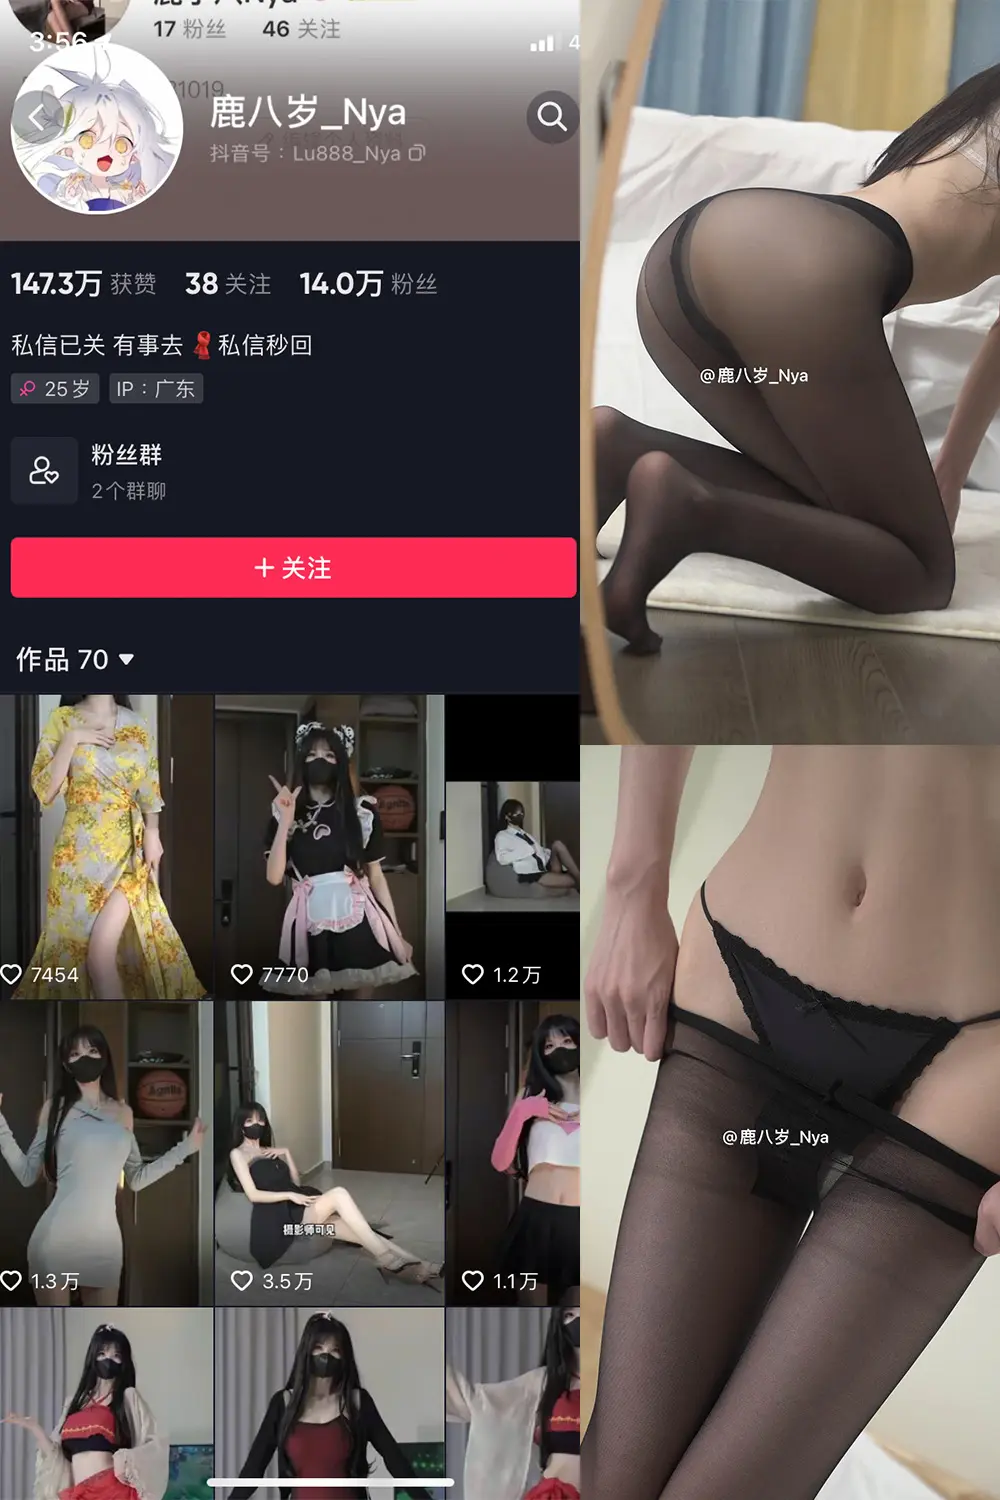 3:56
4
17 粉丝 46 关注
1019
鹿八岁_Nya
抖音号：Lu888_Nya
147.3万 获赞 38 关注 14.0万 粉丝
私信已关 有事去 私信秒回
25岁 IP：广东
粉丝群
2个群聊
+ 关注
作品 70
7454
7770
1.2万
Agnite
1.3万
摄影师可见
3.5万
1.1万
@鹿八岁_Nya
@鹿八岁_Nya